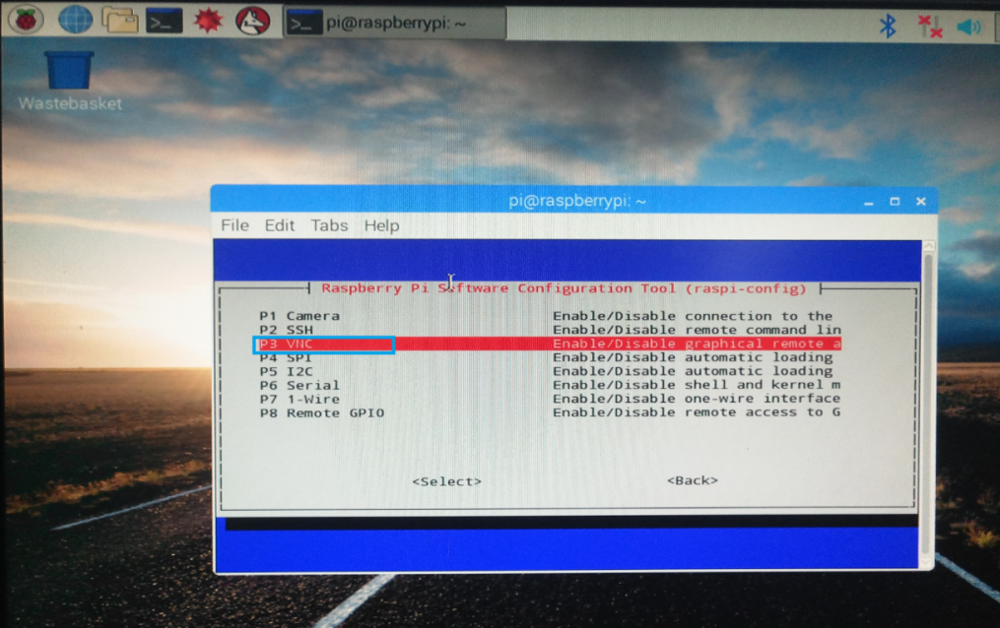 pi@raspberrypi: ~
Wastebasket
pi@raspberrypi: ~
File Edit Tabs Help
Raspberry Pi Software Configuration Tool (raspi-config)
P1 Camera Enable/Disable connection to the
P2 SSH Enable/Disable remote command lin
P3 VNC Enable/Disable graphical remote a
P4 SPI Enable/Disable automatic loading
P5 I2C Enable/Disable automatic loading
P6 Serial Enable/Disable shell and kernel m
P7 1-Wire Enable/Disable one-wire interface
P8 Remote GPIO Enable/Disable remote access to G
<Select> <Back>